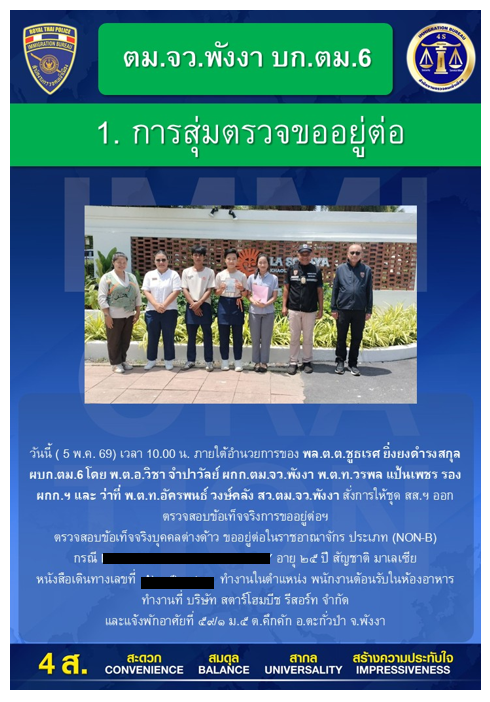 ROYAL THAI POLICE
IMMIGRATION BUREAU
ตม.จว.พังงา บก.ตม.6
IMMIGRATION BUREAU
4 S
1. การสุ่มตรวจขออยู่ต่อ
IMMI
GRA
LA
วันนี้ ( 5 พ.ค. 69) เวลา 10.00 น. ภายใต้อำนวยการของ พล.ต.ต.ชูธเรศ ยิ่งยงดำรงสกุล
ผบก.ตม.6 โดย พ.ต.อ.วิชา จำปาวัลย์ ผกก.ตม.จว.พังงา พ.ต.ท.วรพล แป้นเพชร รอง
ผกก.ฯ และ ว่าที่ พ.ต.ท.อัครพนธ์ วงษ์คลัง สว.ตม.จว.พังงา สั่งการให้ชุด สส.ฯ ออก
ตรวจสอบข้อเท็จจริงการขออยู่ต่อฯ
ตรวจสอบข้อเท็จจริงบุคคลต่างด้าว ขออยู่ต่อในราชอาณาจักร ประเภท (NON-B)
กรณี อายุ ๒๕ ปี สัญชาติ มาเลเซีย
หนังสือเดินทางเลขที่ ทำงานในตำแหน่ง พนักงานต้อนรับในห้องอาหาร
ทำงานที่ บริษัท สตาร์โฮมบีช รีสอร์ท จำกัด
และแจ้งพักอาศัยที่ ๕๙/๑ ม.๕ ต.คึกคัก อ.ตะกั่วป่า จ.พังงา
4 ส. สะดวก สมดุล สากล สร้างความประทับใจ
CONVENIENCE BALANCE UNIVERSALITY IMPRESSIVENESS